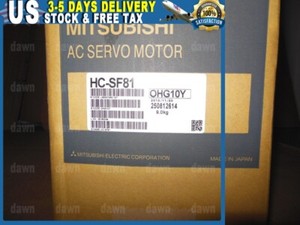 US
3-5 DAYS DELIVERY
STOCK & FREE TAX
MITSUBISHI
AC SERVO MOTOR
HC-SF81
OHG10Y
200812614
9.0kg
MITSUBISHI ELECTRIC CORPORATION
MADE IN JAPAN
dawn
dawn
dawn
dawn
dawn
dawn